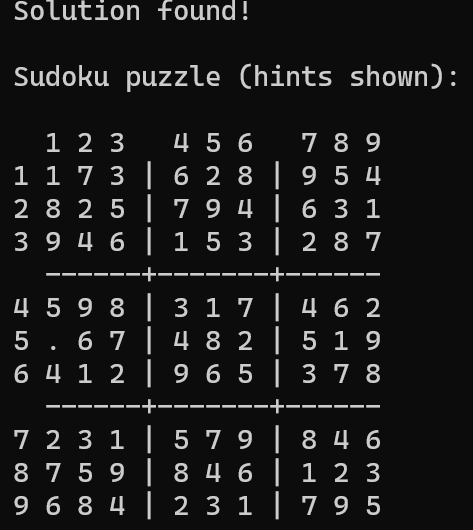 Solution found!
Sudoku puzzle (hints shown):
1 2 3 4 5 6 7 8 9
1 1 7 3 | 6 2 8 | 9 5 4
2 8 2 5 | 7 9 4 | 6 3 1
3 9 4 6 | 1 5 3 | 2 8 7
------+-------+------
4 5 9 8 | 3 1 7 | 4 6 2
5 . 6 7 | 4 8 2 | 5 1 9
6 4 1 2 | 9 6 5 | 3 7 8
------+-------+------
7 2 3 1 | 5 7 9 | 8 4 6
8 7 5 9 | 8 4 6 | 1 2 3
9 6 8 4 | 2 3 1 | 7 9 5